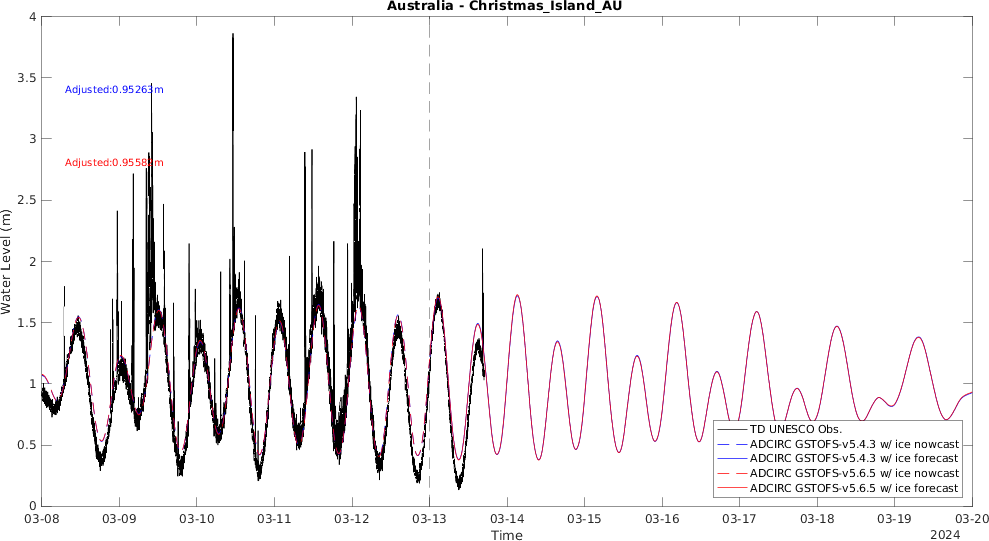 Australia - Christmas_Island_AU
Water Level (m)
4
3.5
3
2.5
2
1.5
1
0.5
0
Adjusted:0.95263m
Adjusted:0.9558 m
TD UNESCO Obs.
ADCIRC GSTOFS-v5.4.3 w/ ice nowcast
ADCIRC GSTOFS-v5.4.3 w/ ice forecast
ADCIRC GSTOFS-v5.6.5 w/ ice nowcast
ADCIRC GSTOFS-v5.6.5 w/ ice forecast
03-08 03-09 03-10 03-11 03-12 03-13 03-14 03-15 03-16 03-17 03-18 03-19 03-20
Time
2024